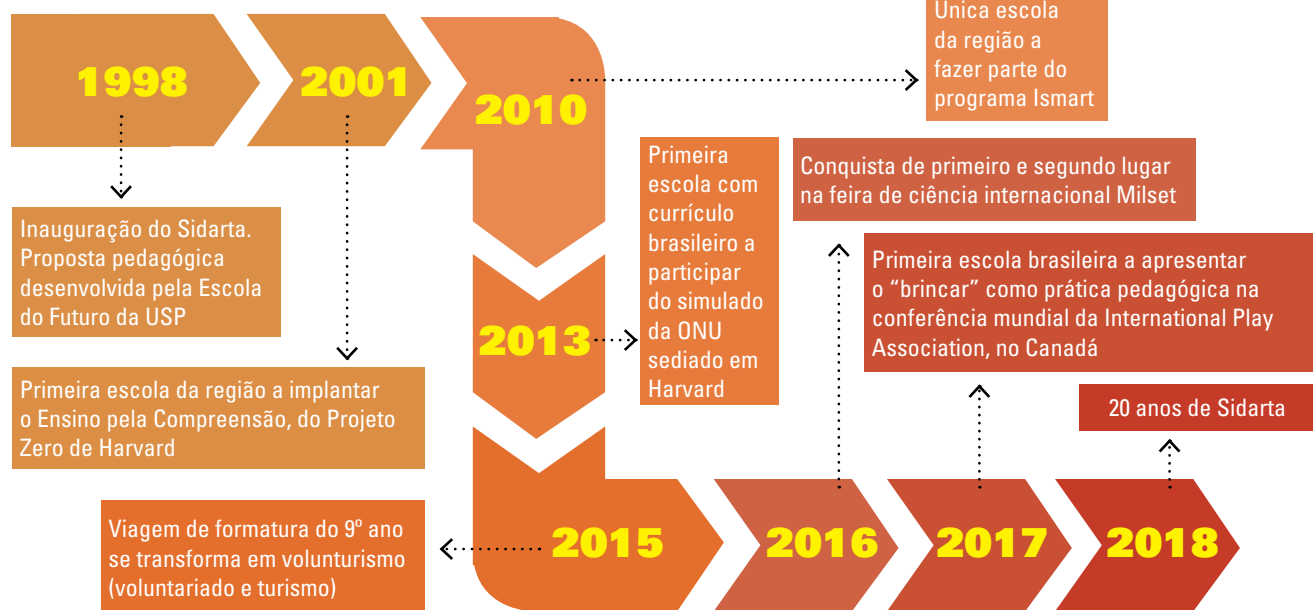 1998
Inauguração do Sidarta.
Proposta pedagógica
desenvolvida pela Escola
do Futuro da USP
2001
Primeira escola da região a implantar
o Ensino pela Compreensão, do Projeto
Zero de Harvard
2010
Única escola
da região a
fazer parte do
programa Ismart
2013
Primeira
escola com
currículo
brasileiro a
participar
do simulado
da ONU
sediado em
Harvard
2015
Viagem de formatura do 9º ano
se transforma em volunturismo
(voluntariado e turismo)
2016
Conquista de primeiro e segundo lugar
na feira de ciência internacional Milset
2017
Primeira escola brasileira a apresentar
o “brincar” como prática pedagógica na
conferência mundial da International Play
Association, no Canadá
2018
20 anos de Sidarta